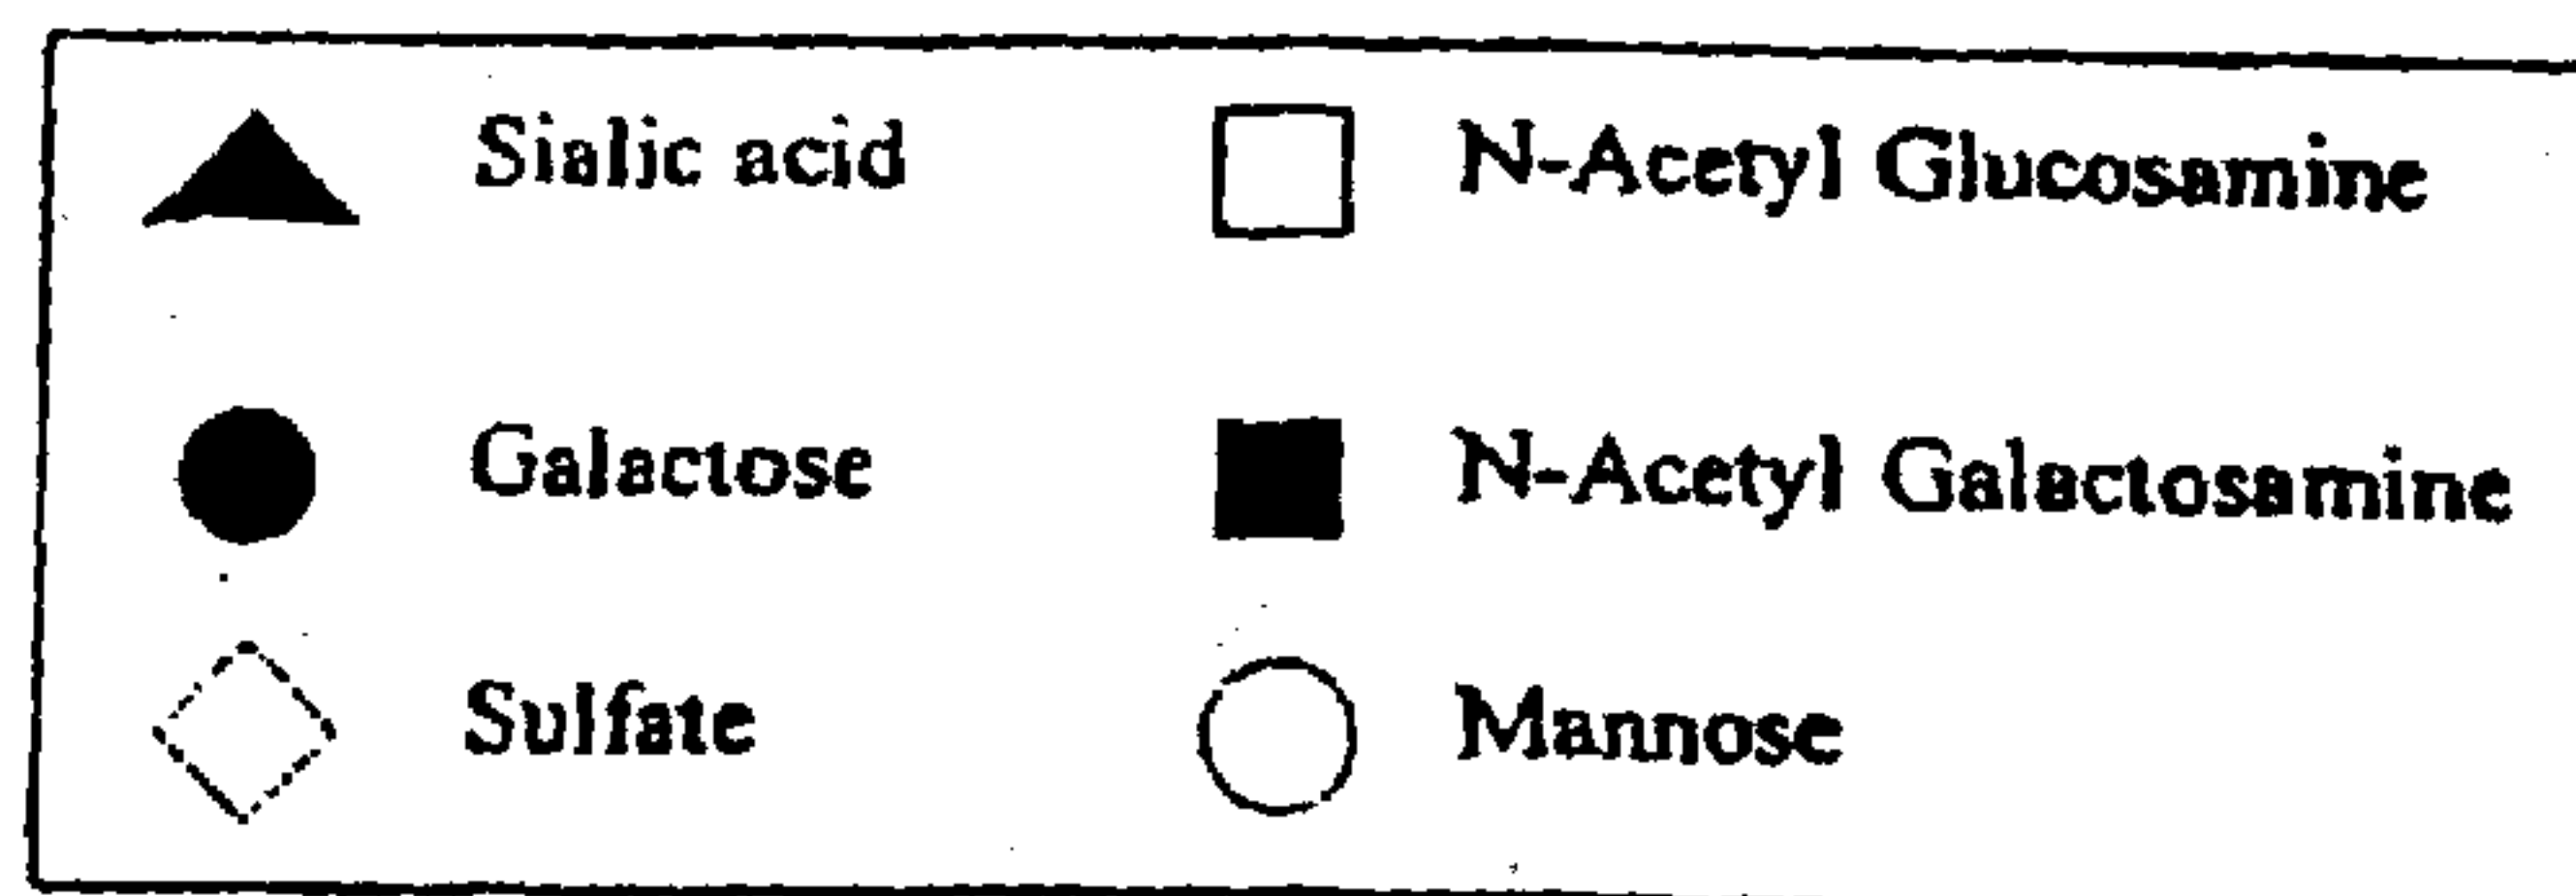 Sialic acid
N-Acetyl Glucosamine
Galactose
N-Acetyl Galactosamine
Sulfate
Mannose